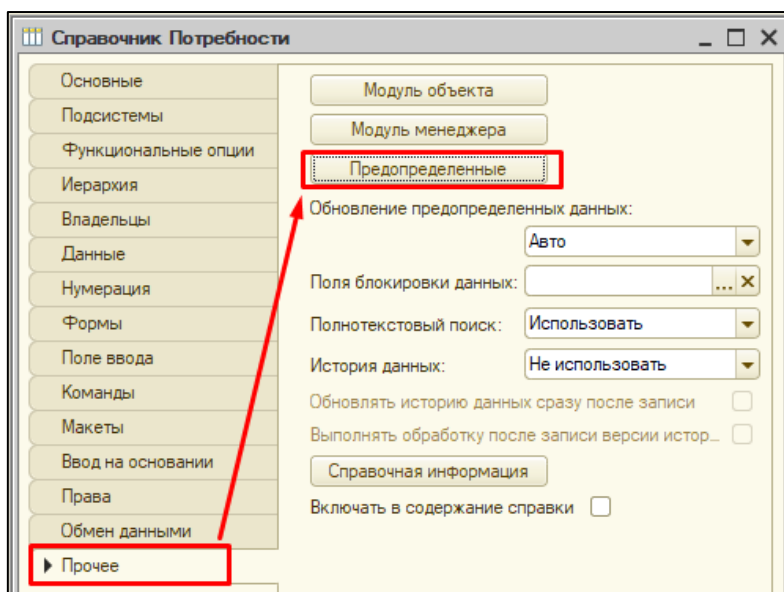 Справочник Потребности
Основные
Подсистемы
Функциональные опции
Иерархия
Владельцы
Данные
Нумерация
Формы
Поле ввода
Команды
Макеты
Ввод на основании
Права
Обмен данными
Прочее
Модуль объекта
Модуль менеджера
Предопределенные
Обновление предопределенных данных:
Авто
Поля блокировки данных:
Полнотекстовый поиск: Использовать
История данных: Не использовать
Обновлять историю данных сразу после записи
Выполнять обработку после записи версии истор...
Справочная информация
Включать в содержание справки